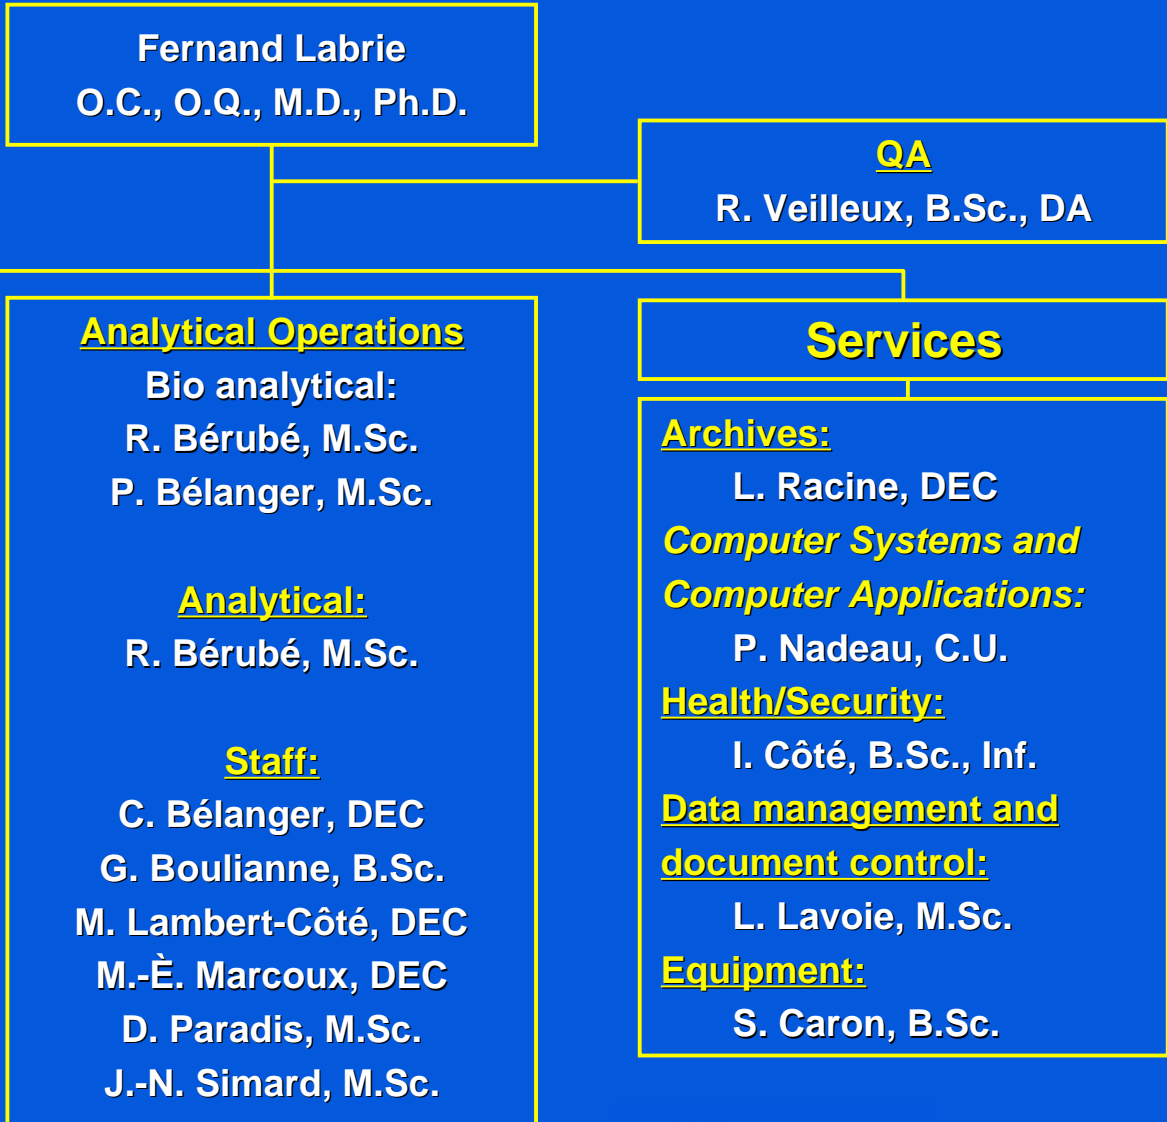 Fernand Labrie
O.C., O.Q., M.D., Ph.D.
QA
R. Veilleux, B.Sc., DA
Analytical Operations
Bio analytical:
R. Bérubé, M.Sc.
P. Bélanger, M.Sc.
Analytical:
R. Bérubé, M.Sc.
Staff:
C. Bélanger, DEC
G. Boulianne, B.Sc.
M. Lambert-Côté, DEC
M.-È. Marcoux, DEC
D. Paradis, M.Sc.
J.-N. Simard, M.Sc.
Services
Archives:
L. Racine, DEC
Computer Systems and
Computer Applications:
P. Nadeau, C.U.
Health/Security:
I. Côté, B.Sc., Inf.
Data management and
document control:
L. Lavoie, M.Sc.
Equipment:
S. Caron, B.Sc.